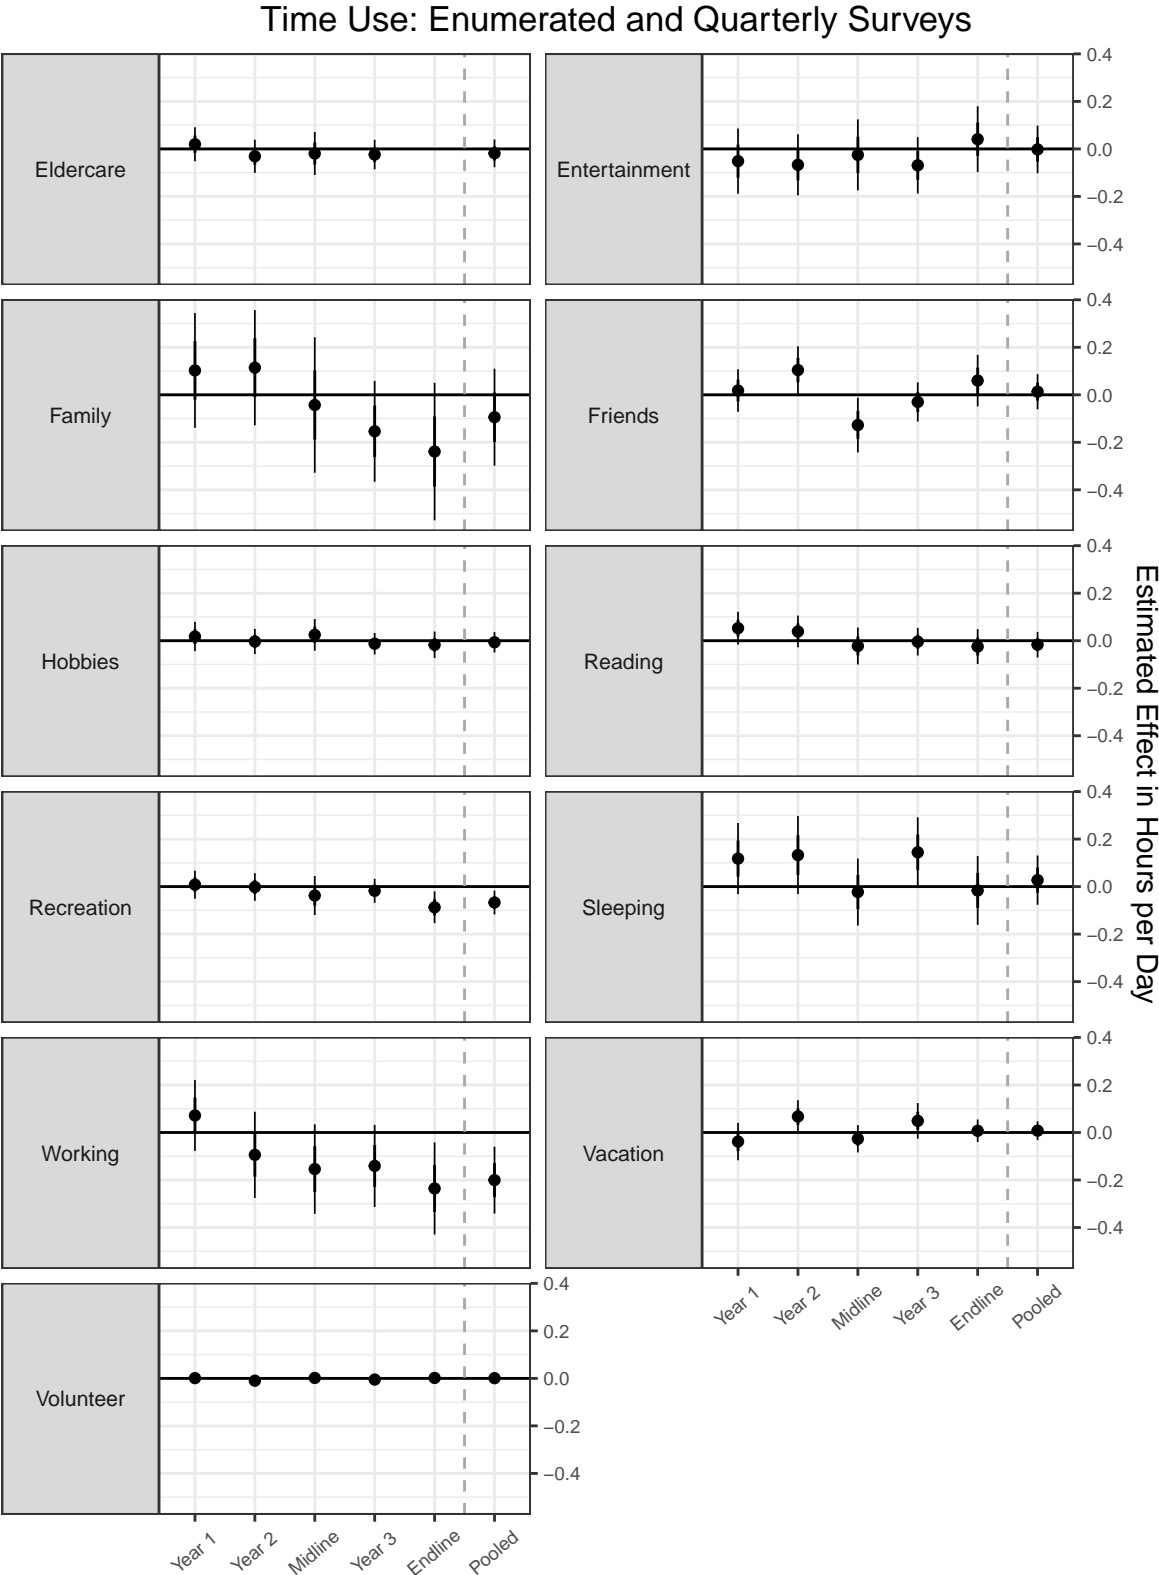 Time Use: Enumerated and Quarterly Surveys
Eldercare
Entertainment
0.4
0.2
0.0
−0.2
−0.4
Family
Friends
0.4
0.2
0.0
−0.2
−0.4
Hobbies
Reading
0.4
0.2
0.0
−0.2
−0.4
Recreation
Sleeping
0.4
0.2
0.0
−0.2
−0.4
Working
Vacation
0.4
0.2
0.0
−0.2
−0.4
Year 1
Year 2
Midline
Year 3
Endline
Pooled
Volunteer
0.4
0.2
0.0
−0.2
−0.4
Year 1
Year 2
Midline
Year 3
Endline
Pooled
Estimated Effect in Hours per Day